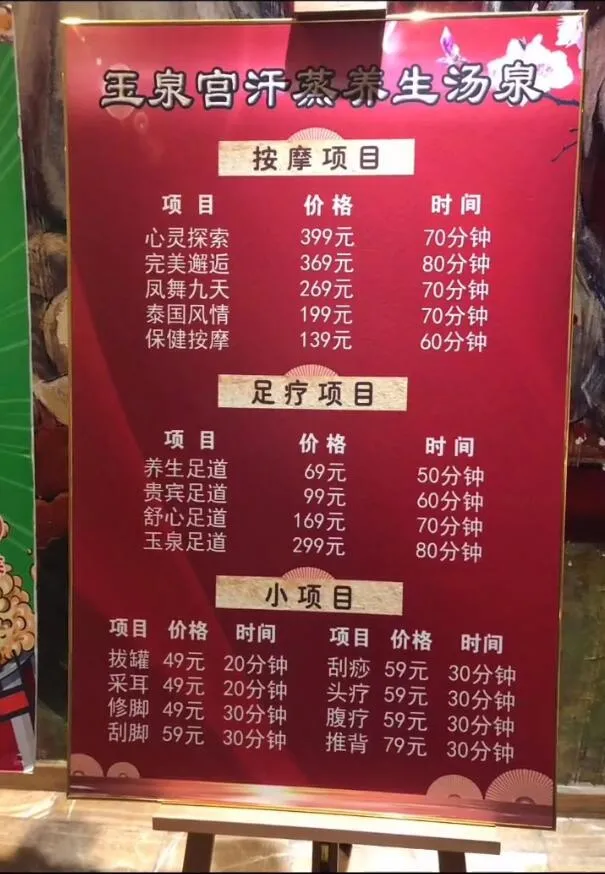 玉泉宫汗蒸养生汤泉
按摩项目
项目 价格 时间
心灵探索 399元 70分钟
完美邂逅 369元 80分钟
凤舞九天 269元 70分钟
泰国风情 199元 70分钟
保健按摩 139元 60分钟
足疗项目
项目 价格 时间
养生足道 69元 50分钟
贵宾足道 99元 60分钟
舒心足道 169元 70分钟
玉泉足道 299元 80分钟
小项目
项目 价格 时间 项目 价格 时间
拔罐 49元 20分钟 刮痧 59元 30分钟
采耳 49元 20分钟 头疗 59元 30分钟
修脚 49元 30分钟 腹疗 59元 30分钟
刮脚 59元 30分钟 推背 79元 30分钟